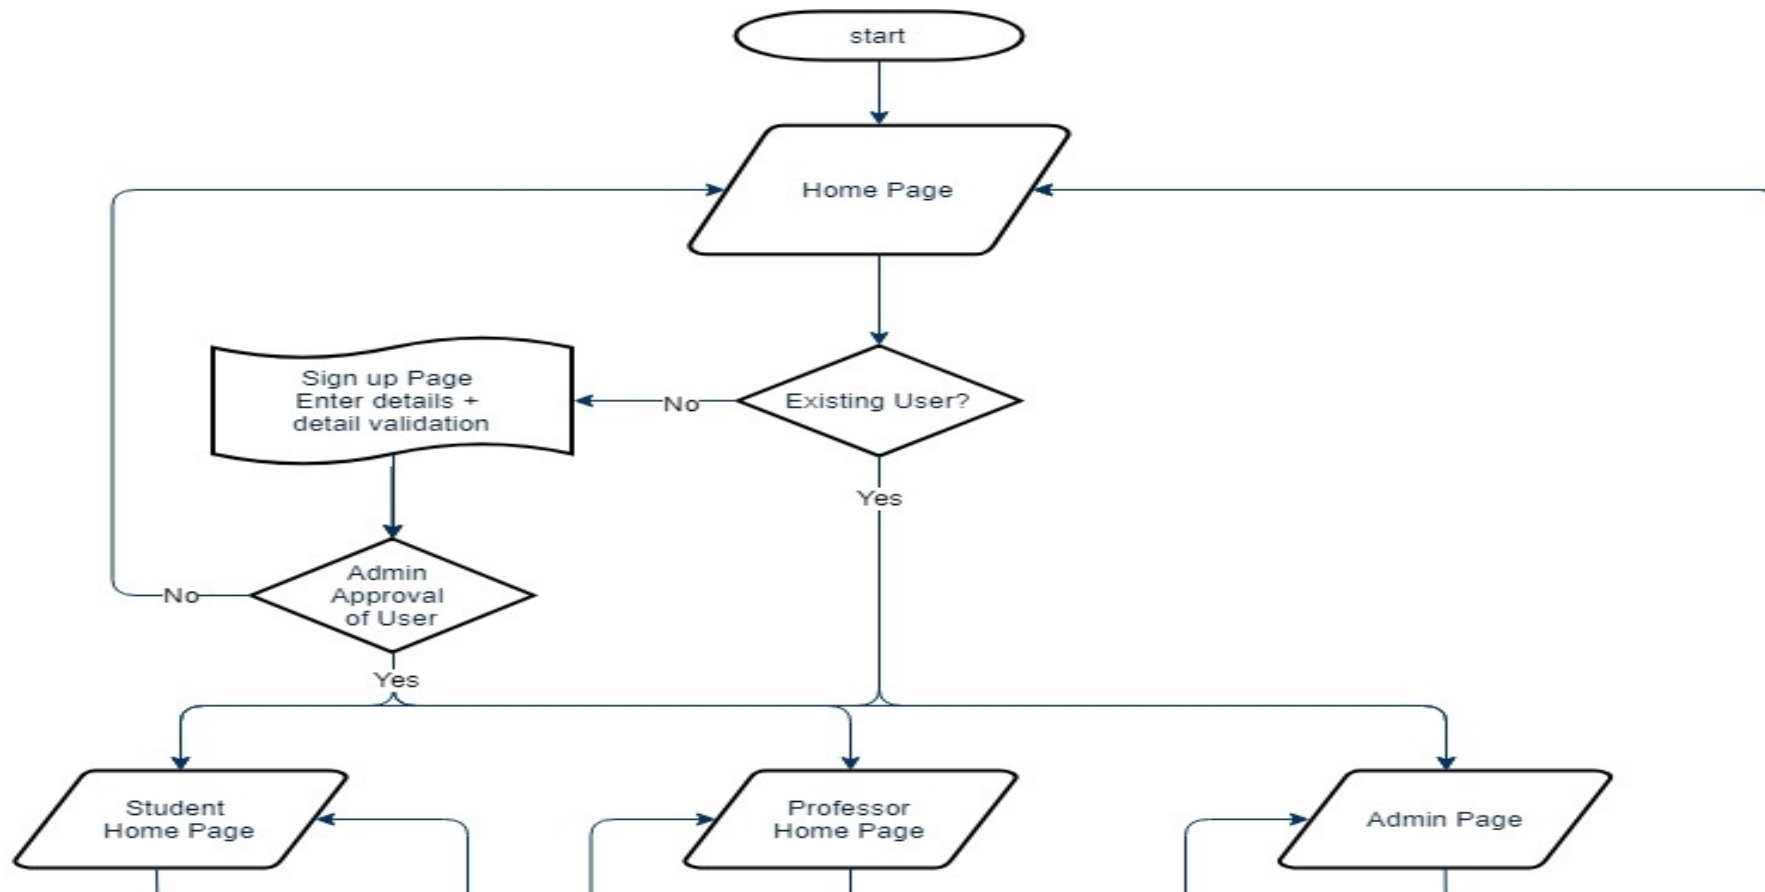 start
Home Page
Sign up Page
Enter details +
detail validation
No
Existing User?
Yes
Admin
Approval
of User
No
Yes
Student
Home Page
Professor
Home Page
Admin Page